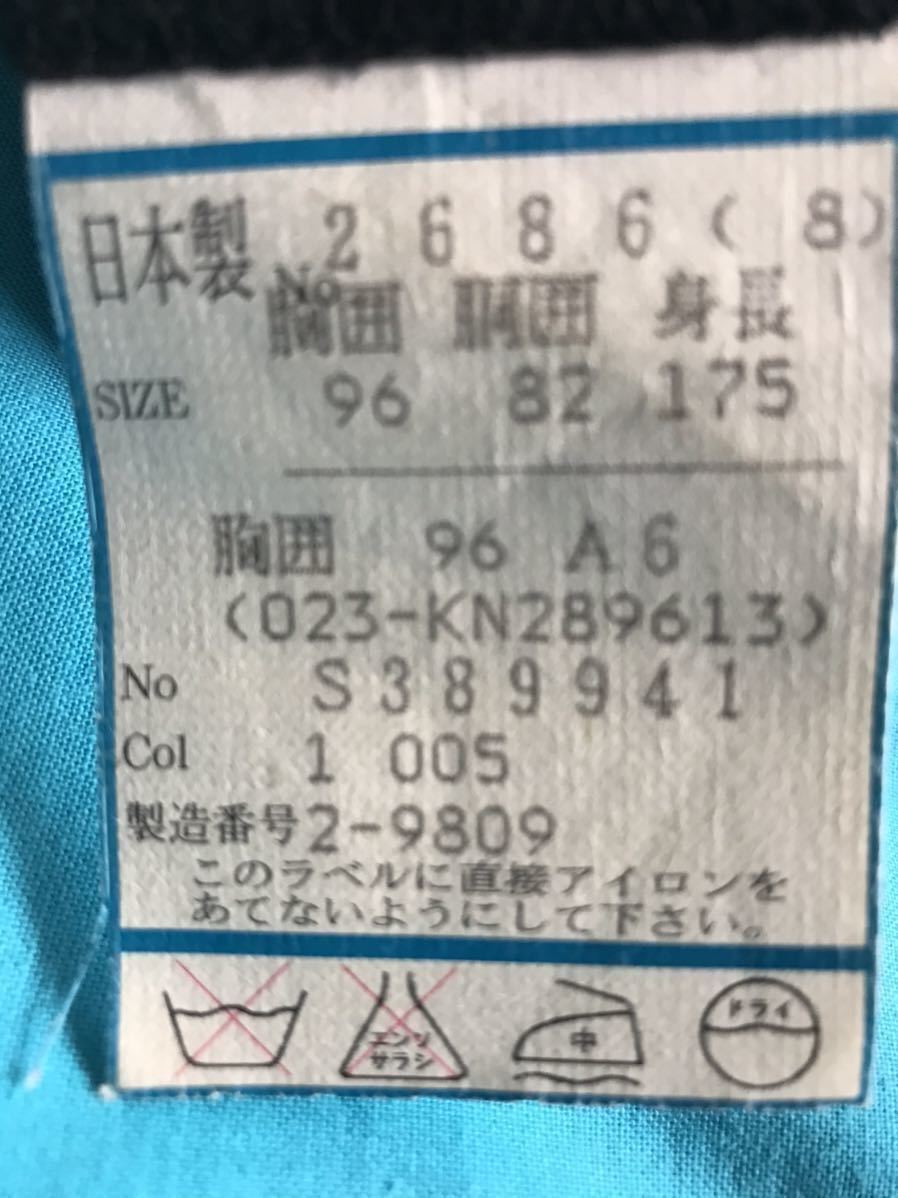 日本製 2686( 8)
No
胸囲 胴囲 身長
SIZE 96 82 175
胸囲 96 A6
(023-KN289613)
No S389941
Col 1 005
製造番号 2-9809
このラベルに直接アイロンを
あてないようにして下さい。
エンソ
サラシ
中
ドライ